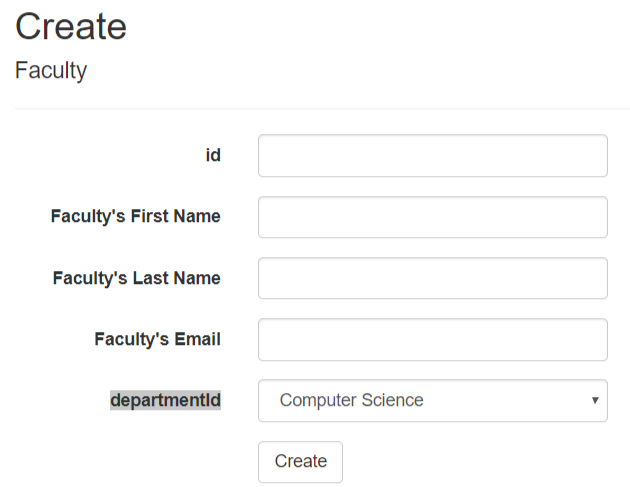 Create
Faculty
id
Faculty's First Name
Faculty's Last Name
Faculty's Email
departmentId
Computer Science
Create